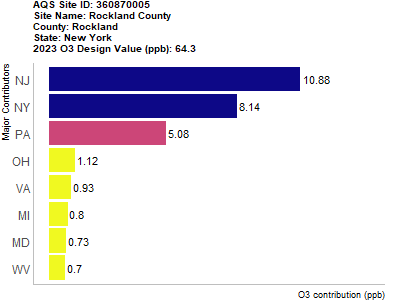 AQS Site ID: 360870005
Site Name: Rockland County
County: Rockland
State: New York
2023 O3 Design Value (ppb): 64.3
Major Contributors
NJ 10.88
NY 8.14
PA 5.08
OH 1.12
VA 0.93
MI 0.8
MD 0.73
WV 0.7
O3 contribution (ppb)